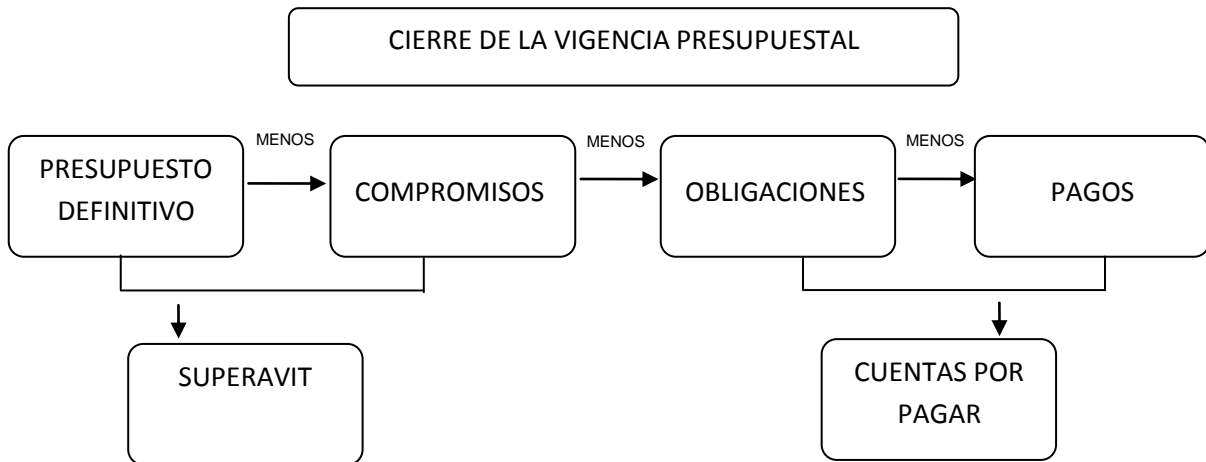 CIERRE DE LA VIGENCIA PRESUPUESTAL
MENOS
MENOS
MENOS
PRESUPUESTO
DEFINITIVO
COMPROMISOS
OBLIGACIONES
PAGOS
SUPERAVIT
CUENTAS POR
PAGAR